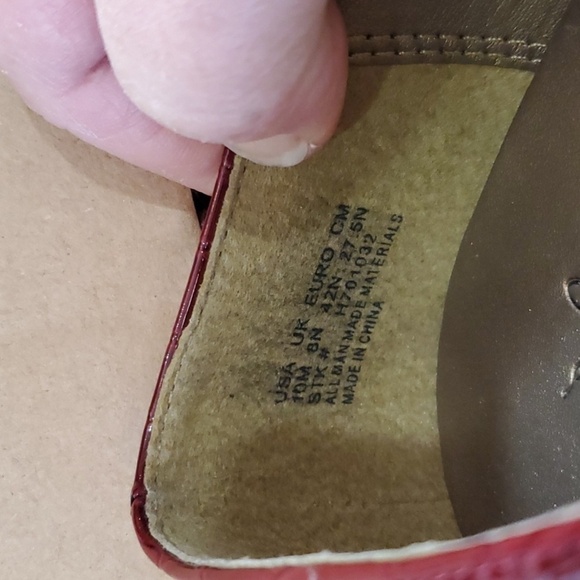 USA UK EURO CM
10M 8N 42N 27.5N
STK # H701032
ALL MAN MADE MATERIALS
MADE IN CHINA